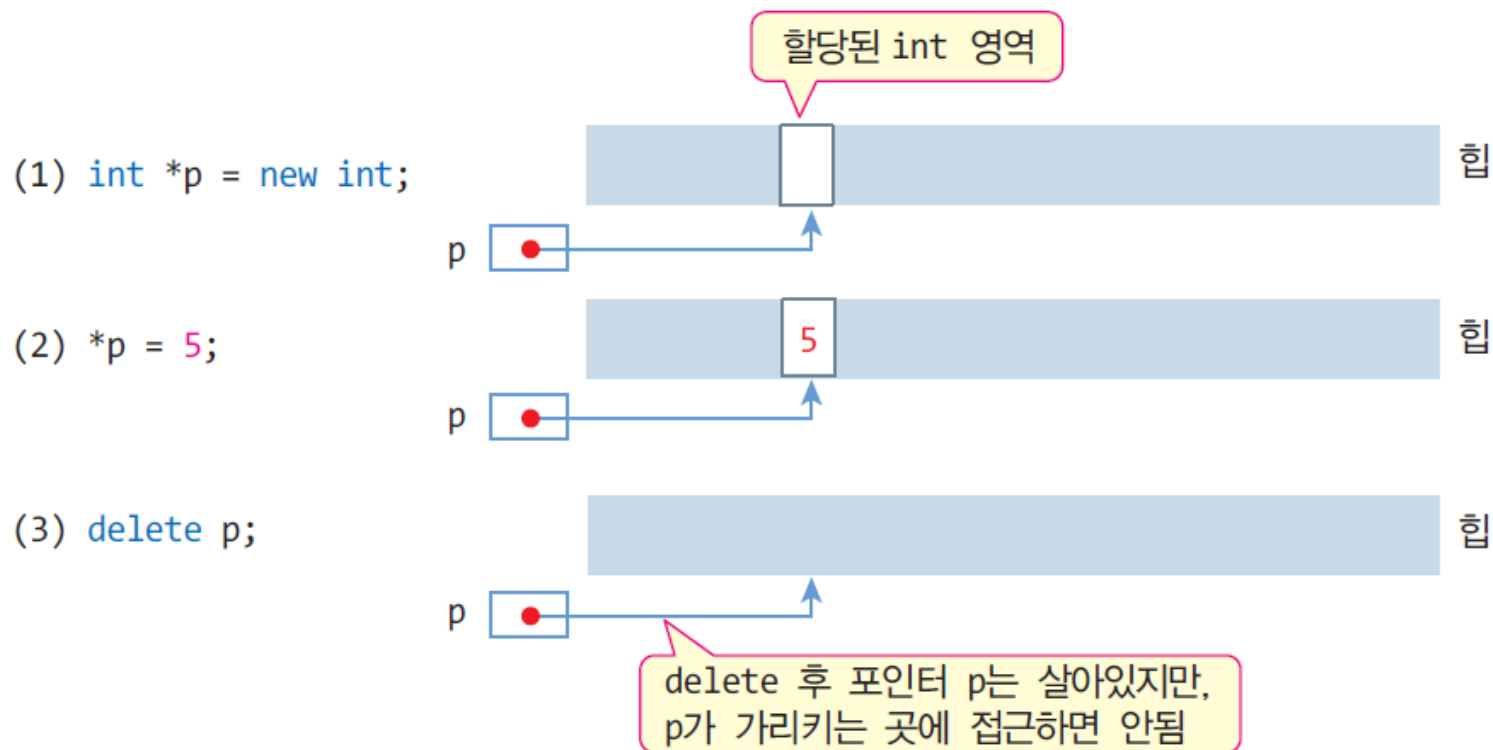 할당된 int 영역
(1) int *p = new int;
힙
p
(2) *p = 5;
5
힙
p
(3) delete p;
힙
p
delete 후 포인터 p는 살아있지만,
p가 가리키는 곳에 접근하면 안됨